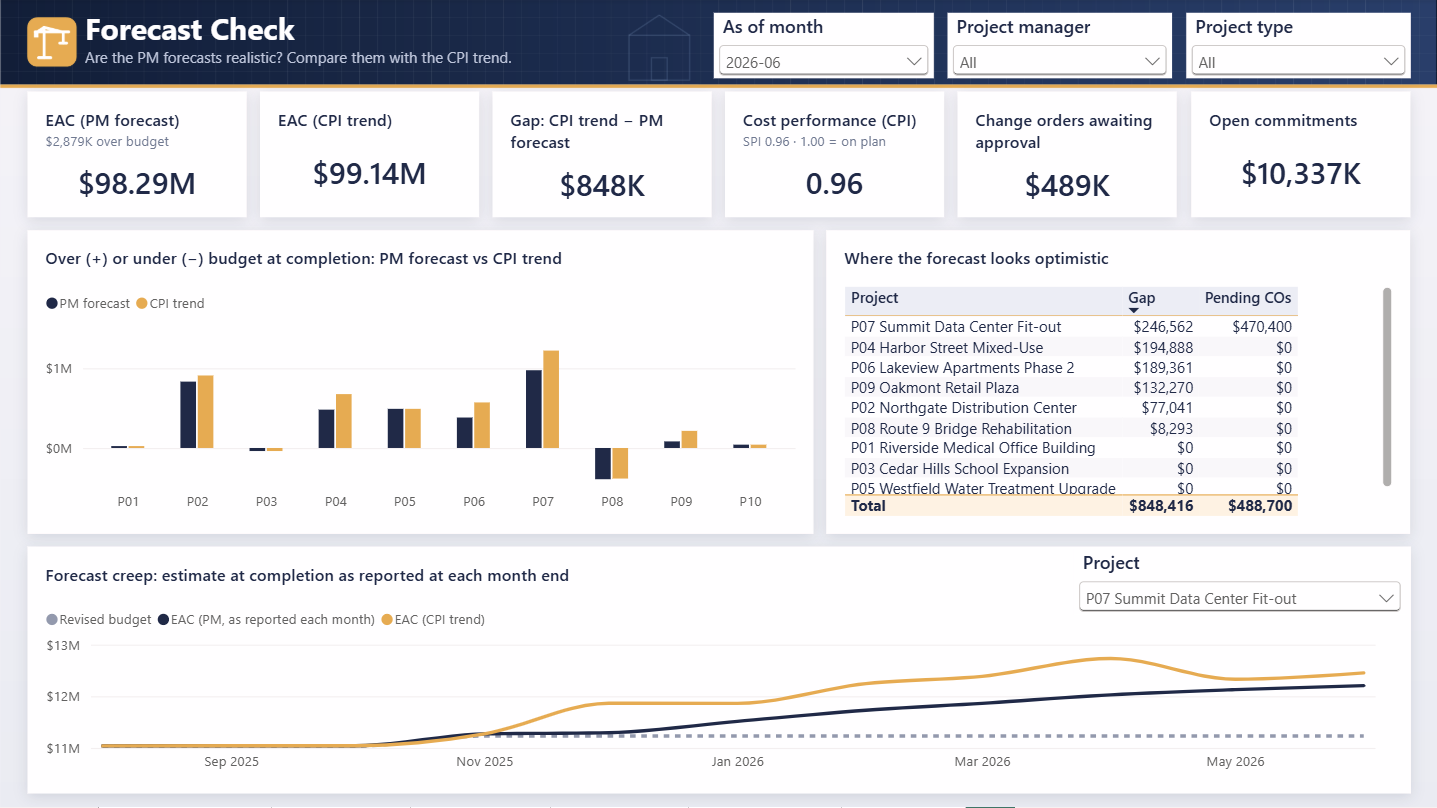 Forecast Check
Are the PM forecasts realistic? Compare them with the CPI trend.
As of month
2026-06
Project manager
All
Project type
All
EAC (PM forecast)
$2,879K over budget
$98.29M
EAC (CPI trend)
$99.14M
Gap: CPI trend − PM
forecast
$848K
Cost performance (CPI)
SPI 0.96 · 1.00 = on plan
0.96
Change orders awaiting
approval
$489K
Open commitments
$10,337K
Over (+) or under (−) budget at completion: PM forecast vs CPI trend
PM forecast CPI trend
$1M
$0M
P01 P02 P03 P04 P05 P06 P07 P08 P09 P10
Where the forecast looks optimistic
Project Gap Pending COs
P07 Summit Data Center Fit-out $246,562 $470,400
P04 Harbor Street Mixed-Use $194,888 $0
P06 Lakeview Apartments Phase 2 $189,361 $0
P09 Oakmont Retail Plaza $132,270 $0
P02 Northgate Distribution Center $77,041 $0
P08 Route 9 Bridge Rehabilitation $8,293 $0
P01 Riverside Medical Office Building $0 $0
P03 Cedar Hills School Expansion $0 $0
P05 Westfield Water Treatment Upgrade $0 $0
Total $848,416 $488,700
Forecast creep: estimate at completion as reported at each month end
Project
P07 Summit Data Center Fit-out
Revised budget EAC (PM, as reported each month) EAC (CPI trend)
$13M
$12M
$11M
Sep 2025 Nov 2025 Jan 2026 Mar 2026 May 2026